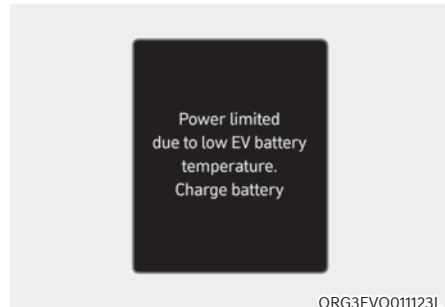 Power limited
due to low EV battery
temperature.
Charge battery
ORG3EVQ011123L